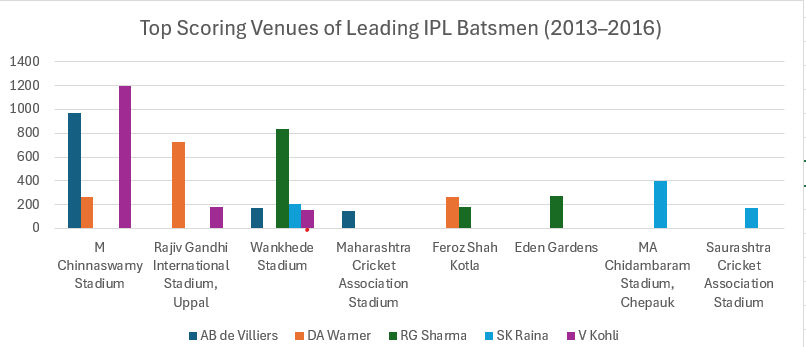 Top Scoring Venues of Leading IPL Batsmen (2013–2016)
1400
1200
1000
800
600
400
200
0
M
Chinnaswamy
Stadium
Rajiv Gandhi
International
Stadium,
Uppal
Wankhede
Stadium
Maharashtra
Cricket
Association
Stadium
Feroz Shah
Kotla
Eden Gardens
MA
Chidambaram
Stadium,
Chepauk
Saurashtra
Cricket
Association
Stadium
AB de Villiers DA Warner RG Sharma SK Raina V Kohli